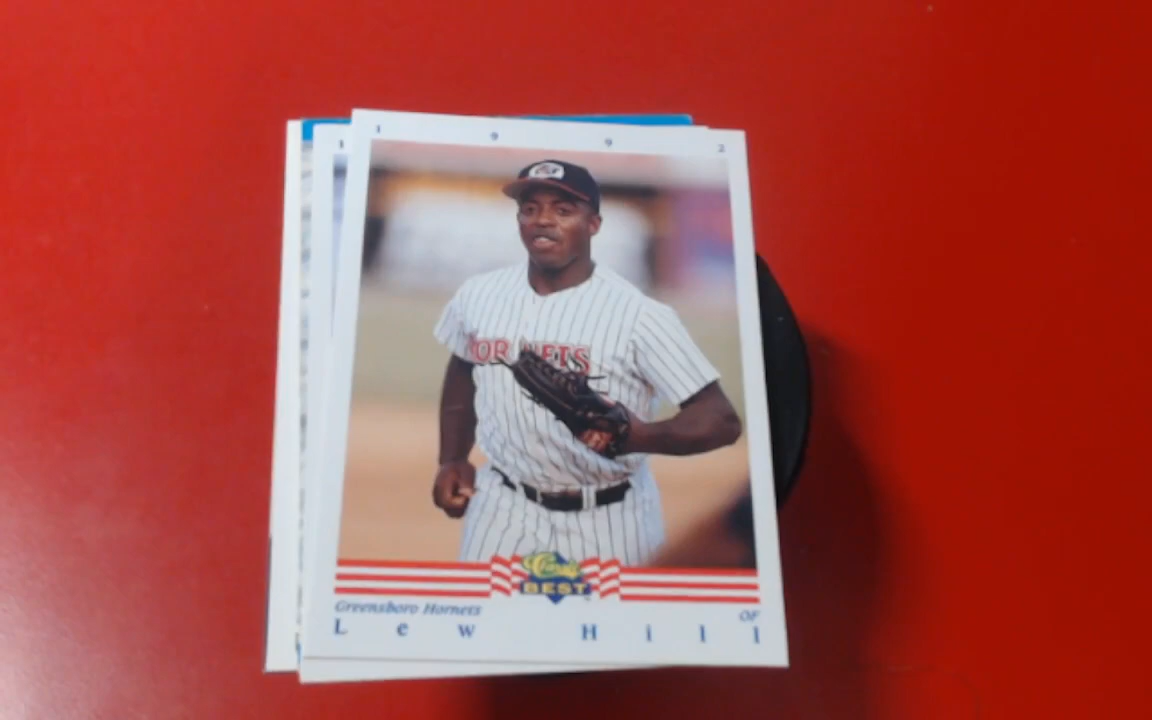 1 9 9 2
HORNETS
Classic
BEST
Greensboro Hornets OF
Lew Hill